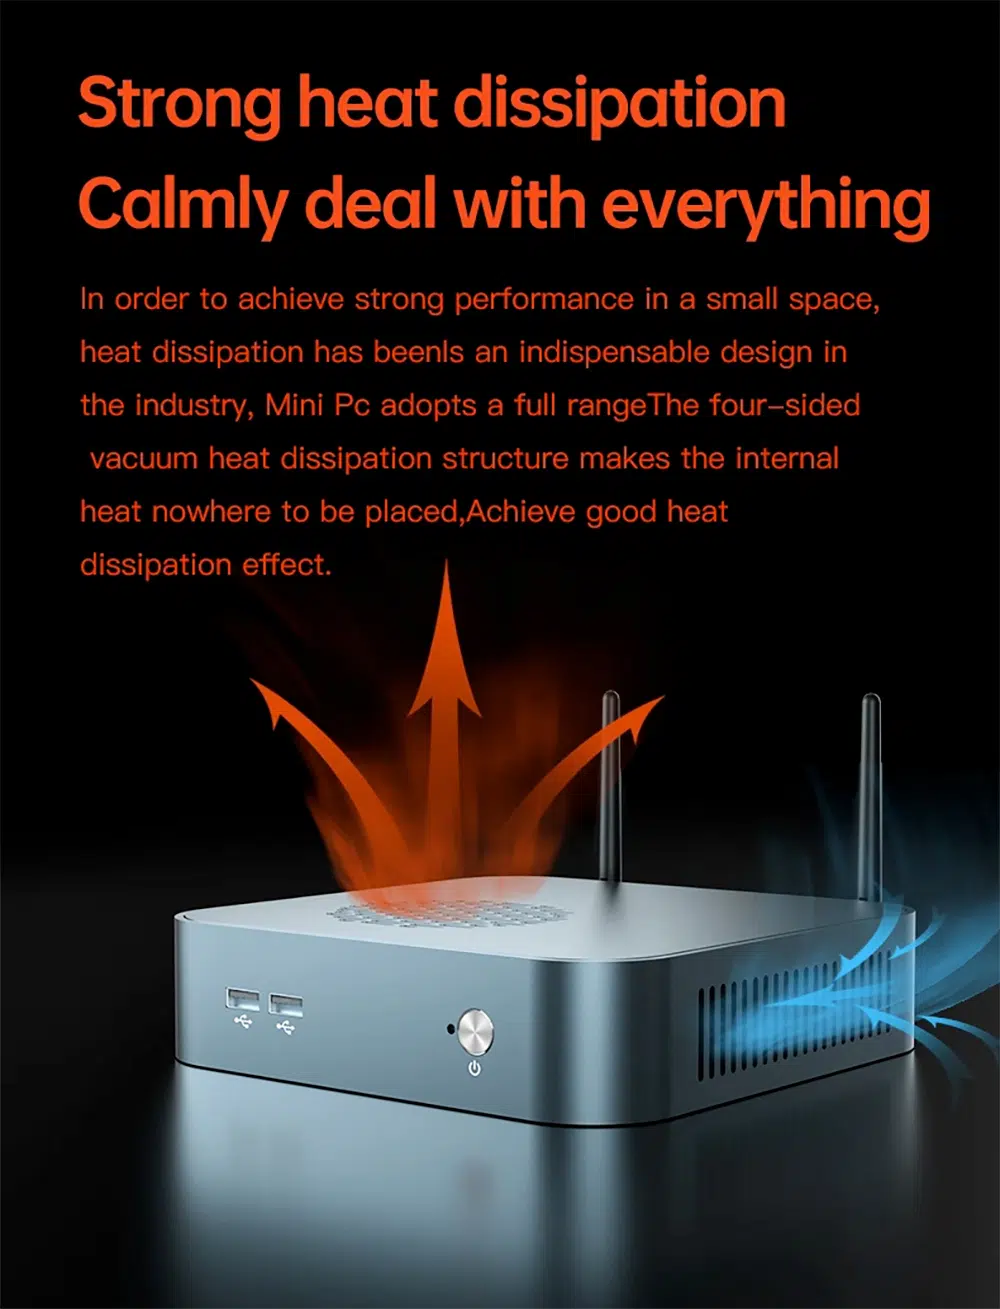 Strong heat dissipation
Calmly deal with everything
In order to achieve strong performance in a small space,
heat dissipation has beenls an indispensable design in
the industry, Mini Pc adopts a full rangeThe four-sided
vacuum heat dissipation structure makes the internal
heat nowhere to be placed,Achieve good heat
dissipation effect.